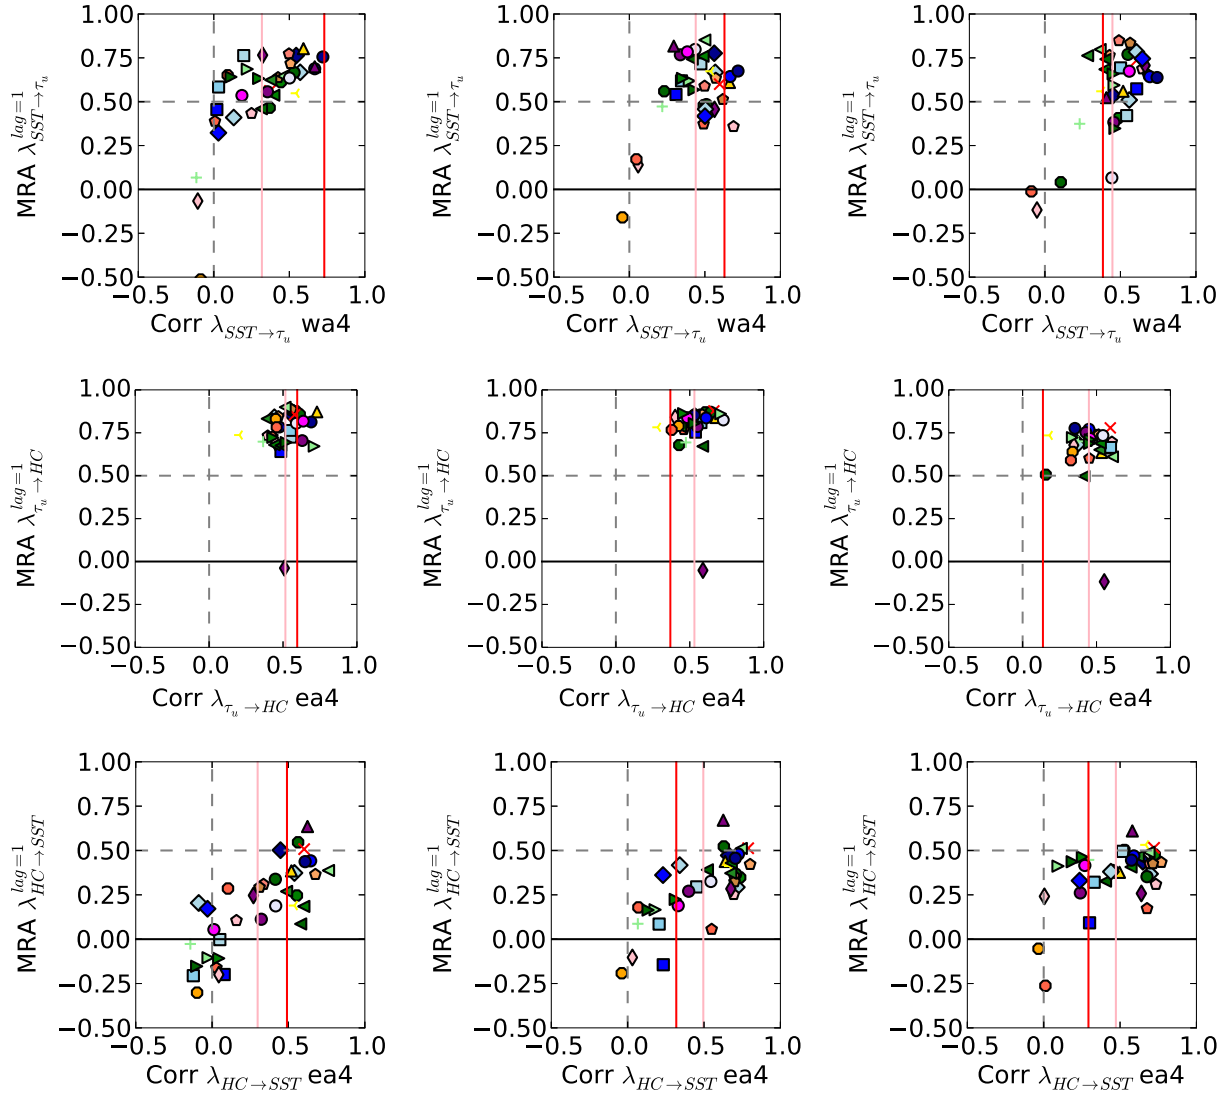 1.00 1.00 1.00
0.75 0.75 0.75
0.50 0.50 0.50
0.25 0.25 0.25
0.00 0.00 0.00
−0.25 −0.25 −0.25
−0.50 −0.50 −0.50
MRA λ^{lag=1}_{SST→τ_u} MRA λ^{lag=1}_{SST→τ_u} MRA λ^{lag=1}_{SST→τ_u}
−0.5 0.0 0.5 1.0 −0.5 0.0 0.5 1.0 −0.5 0.0 0.5 1.0
Corr λ_{SST→τ_u} wa4 Corr λ_{SST→τ_u} wa4 Corr λ_{SST→τ_u} wa4
1.00 1.00 1.00
0.75 0.75 0.75
0.50 0.50 0.50
0.25 0.25 0.25
0.00 0.00 0.00
−0.25 −0.25 −0.25
−0.50 −0.50 −0.50
MRA λ^{lag=1}_{τ_u→HC} MRA λ^{lag=1}_{τ_u→HC} MRA λ^{lag=1}_{τ_u→HC}
−0.5 0.0 0.5 1.0 −0.5 0.0 0.5 1.0 −0.5 0.0 0.5 1.0
Corr λ_{τ_u→HC} ea4 Corr λ_{τ_u→HC} ea4 Corr λ_{τ_u→HC} ea4
1.00 1.00 1.00
0.75 0.75 0.75
0.50 0.50 0.50
0.25 0.25 0.25
0.00 0.00 0.00
−0.25 −0.25 −0.25
−0.50 −0.50 −0.50
MRA λ^{lag=1}_{HC→SST} MRA λ^{lag=1}_{HC→SST} MRA λ^{lag=1}_{HC→SST}
−0.5 0.0 0.5 1.0 −0.5 0.0 0.5 1.0 −0.5 0.0 0.5 1.0
Corr λ_{HC→SST} ea4 Corr λ_{HC→SST} ea4 Corr λ_{HC→SST} ea4